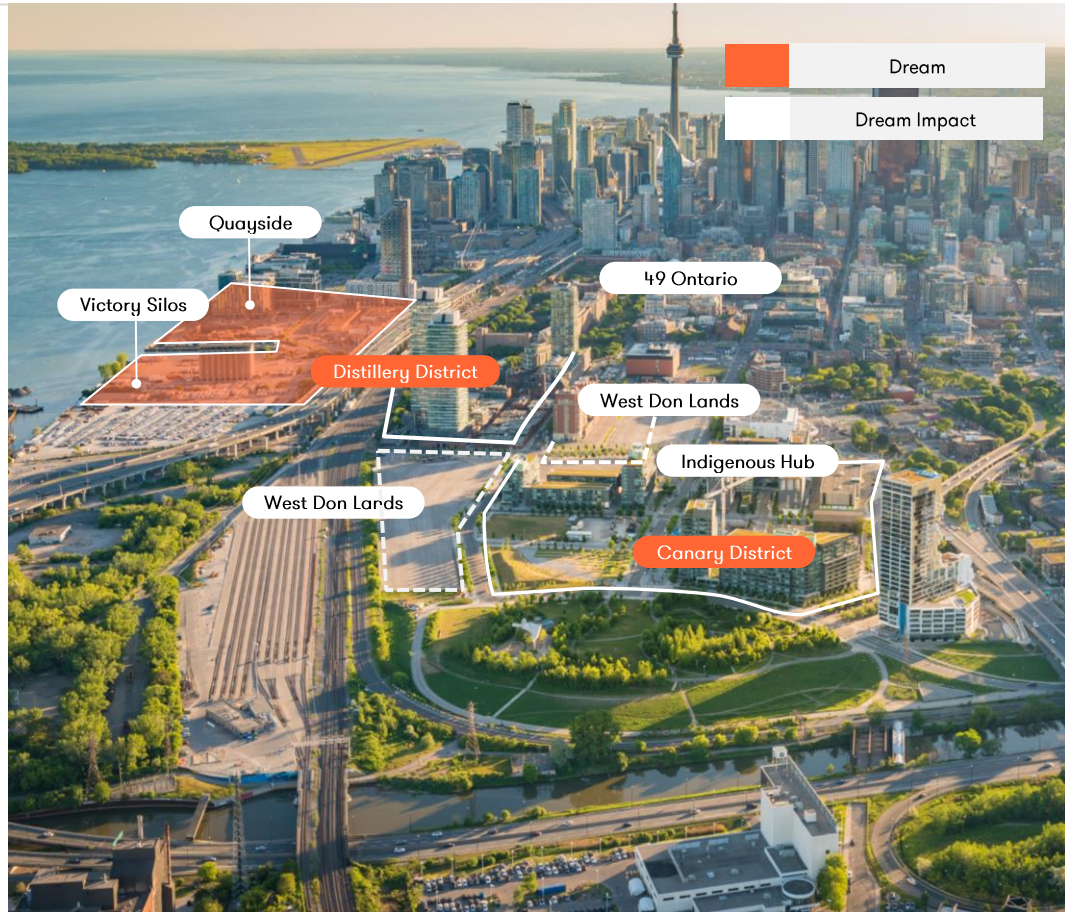 Dream
Dream Impact
Quayside
49 Ontario
Victory Silos
Distillery District
West Don Lands
Indigenous Hub
West Don Lands
Canary District